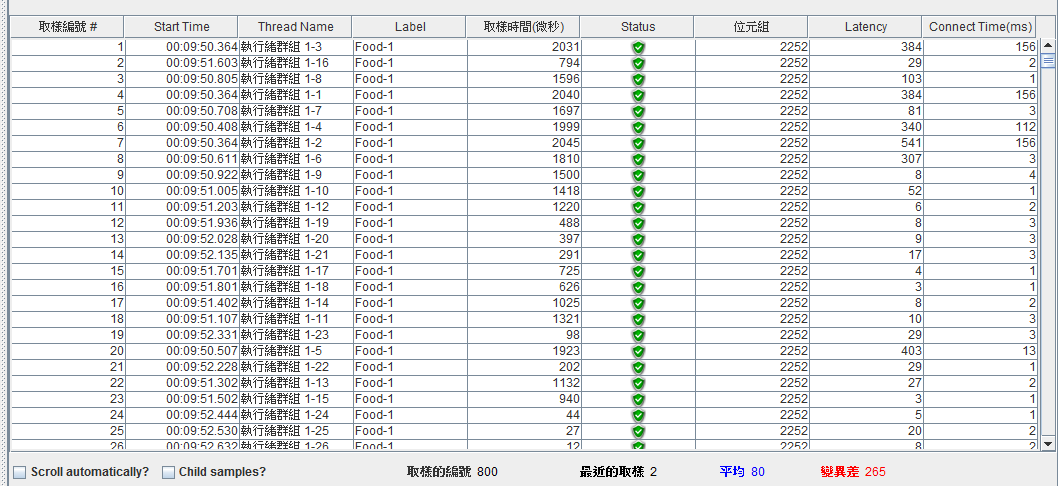 取樣編號 # Start Time Thread Name Label 取樣時間(微秒) Status 位元組 Latency Connect Time(ms)
1 00:09:50.364 執行緒群組 1-3 Food-1 2031 2252 384 156
2 00:09:51.603 執行緒群組 1-16 Food-1 794 2252 29 2
3 00:09:50.805 執行緒群組 1-8 Food-1 1596 2252 103 1
4 00:09:50.364 執行緒群組 1-1 Food-1 2040 2252 384 156
5 00:09:50.708 執行緒群組 1-7 Food-1 1697 2252 81 3
6 00:09:50.408 執行緒群組 1-4 Food-1 1999 2252 340 112
7 00:09:50.364 執行緒群組 1-2 Food-1 2045 2252 541 156
8 00:09:50.611 執行緒群組 1-6 Food-1 1810 2252 307 3
9 00:09:50.922 執行緒群組 1-9 Food-1 1500 2252 8 4
10 00:09:51.005 執行緒群組 1-10 Food-1 1418 2252 52 1
11 00:09:51.203 執行緒群組 1-12 Food-1 1220 2252 6 2
12 00:09:51.936 執行緒群組 1-19 Food-1 488 2252 8 3
13 00:09:52.028 執行緒群組 1-20 Food-1 397 2252 9 3
14 00:09:52.135 執行緒群組 1-21 Food-1 291 2252 17 3
15 00:09:51.701 執行緒群組 1-17 Food-1 725 2252 4 1
16 00:09:51.801 執行緒群組 1-18 Food-1 626 2252 3 1
17 00:09:51.402 執行緒群組 1-14 Food-1 1025 2252 8 2
18 00:09:51.107 執行緒群組 1-11 Food-1 1321 2252 10 3
19 00:09:52.331 執行緒群組 1-23 Food-1 98 2252 29 3
20 00:09:50.507 執行緒群組 1-5 Food-1 1923 2252 403 13
21 00:09:52.228 執行緒群組 1-22 Food-1 202 2252 29 1
22 00:09:51.302 執行緒群組 1-13 Food-1 1132 2252 27 2
23 00:09:51.502 執行緒群組 1-15 Food-1 940 2252 3 1
24 00:09:52.444 執行緒群組 1-24 Food-1 44 2252 5 1
25 00:09:52.530 執行緒群組 1-25 Food-1 27 2252 20 2
26 00:09:52.632 執行緒群組 1-26 Food-1 12 2252 8 2
Scroll automatically? Child samples? 取樣的編號 800 最近的取樣 2 平均 80 變異差 265